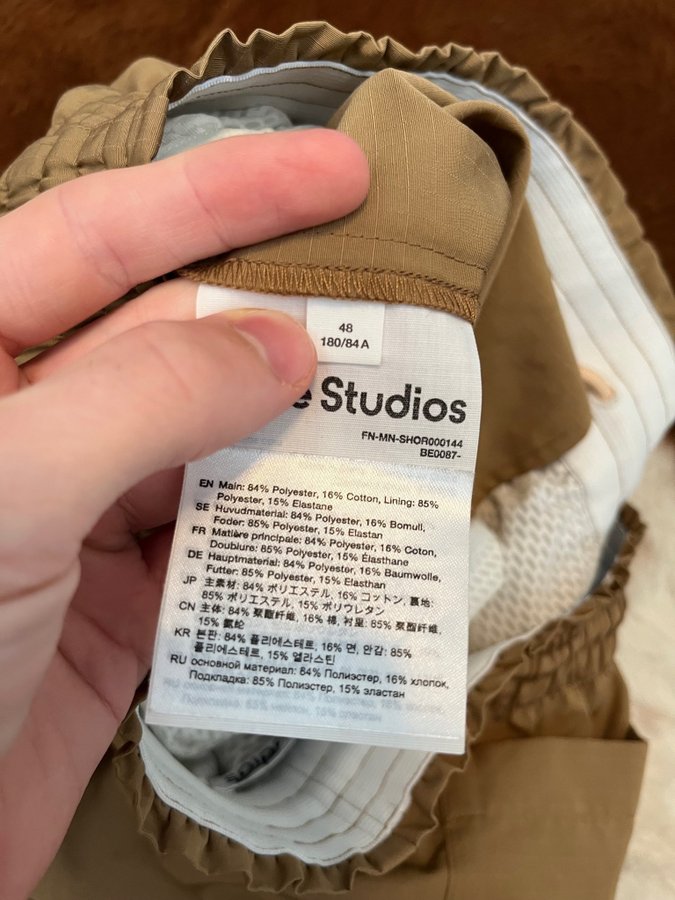 48
180/84 A
e Studios
FN-MN-SHOR000144
BE0087-
EN Main: 84% Polyester, 16% Cotton, Lining: 85%
Polyester, 15% Elastane
SE Huvudmaterial: 84% Polyester, 16% Bomull,
Foder: 85% Polyester, 15% Elastan
FR Matière principale: 84% Polyester, 16% Coton,
Doublure: 85% Polyester, 15% Élasthane
DE Hauptmaterial: 84% Polyester, 16% Baumwolle,
Futter: 85% Polyester, 15% Elasthan
JP 主素材: 84% ポリエステル, 16% コットン, 裏地:
85% ポリエステル, 15% ポリウレタン
CN 主体: 84% 聚酯纤维, 16% 棉, 衬里: 85% 聚酯纤维,
15% 氨纶
KR 본판: 84% 폴리에스테르, 16% 면, 안감: 85%
폴리에스테르, 15% 엘라스틴
RU основной материал: 84% Полиэстер, 16% хлопок,
Подкладка: 85% Полиэстер, 15% эластан